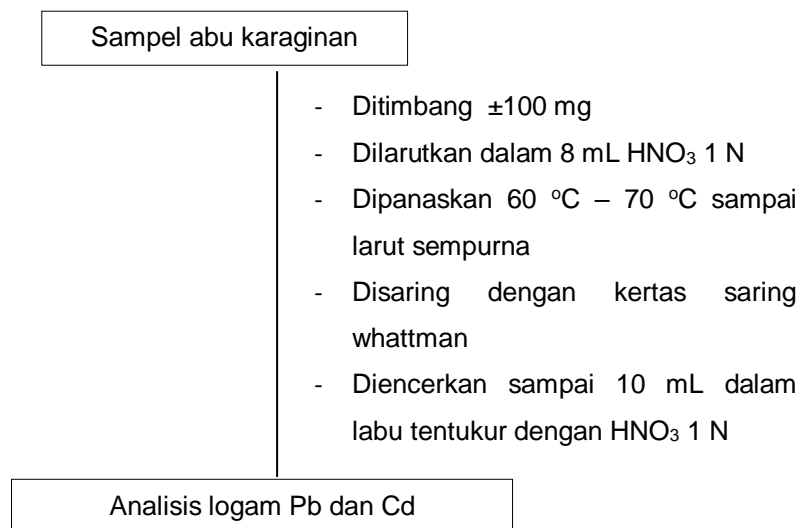 Sampel abu karaginan
- Ditimbang ±100 mg
- Dilarutkan dalam 8 mL HNO₃ 1 N
- Dipanaskan 60 ᵒC – 70 ᵒC sampai
larut sempurna
- Disaring dengan kertas saring
whattman
- Diencerkan sampai 10 mL dalam
labu tentukur dengan HNO₃ 1 N
Analisis logam Pb dan Cd